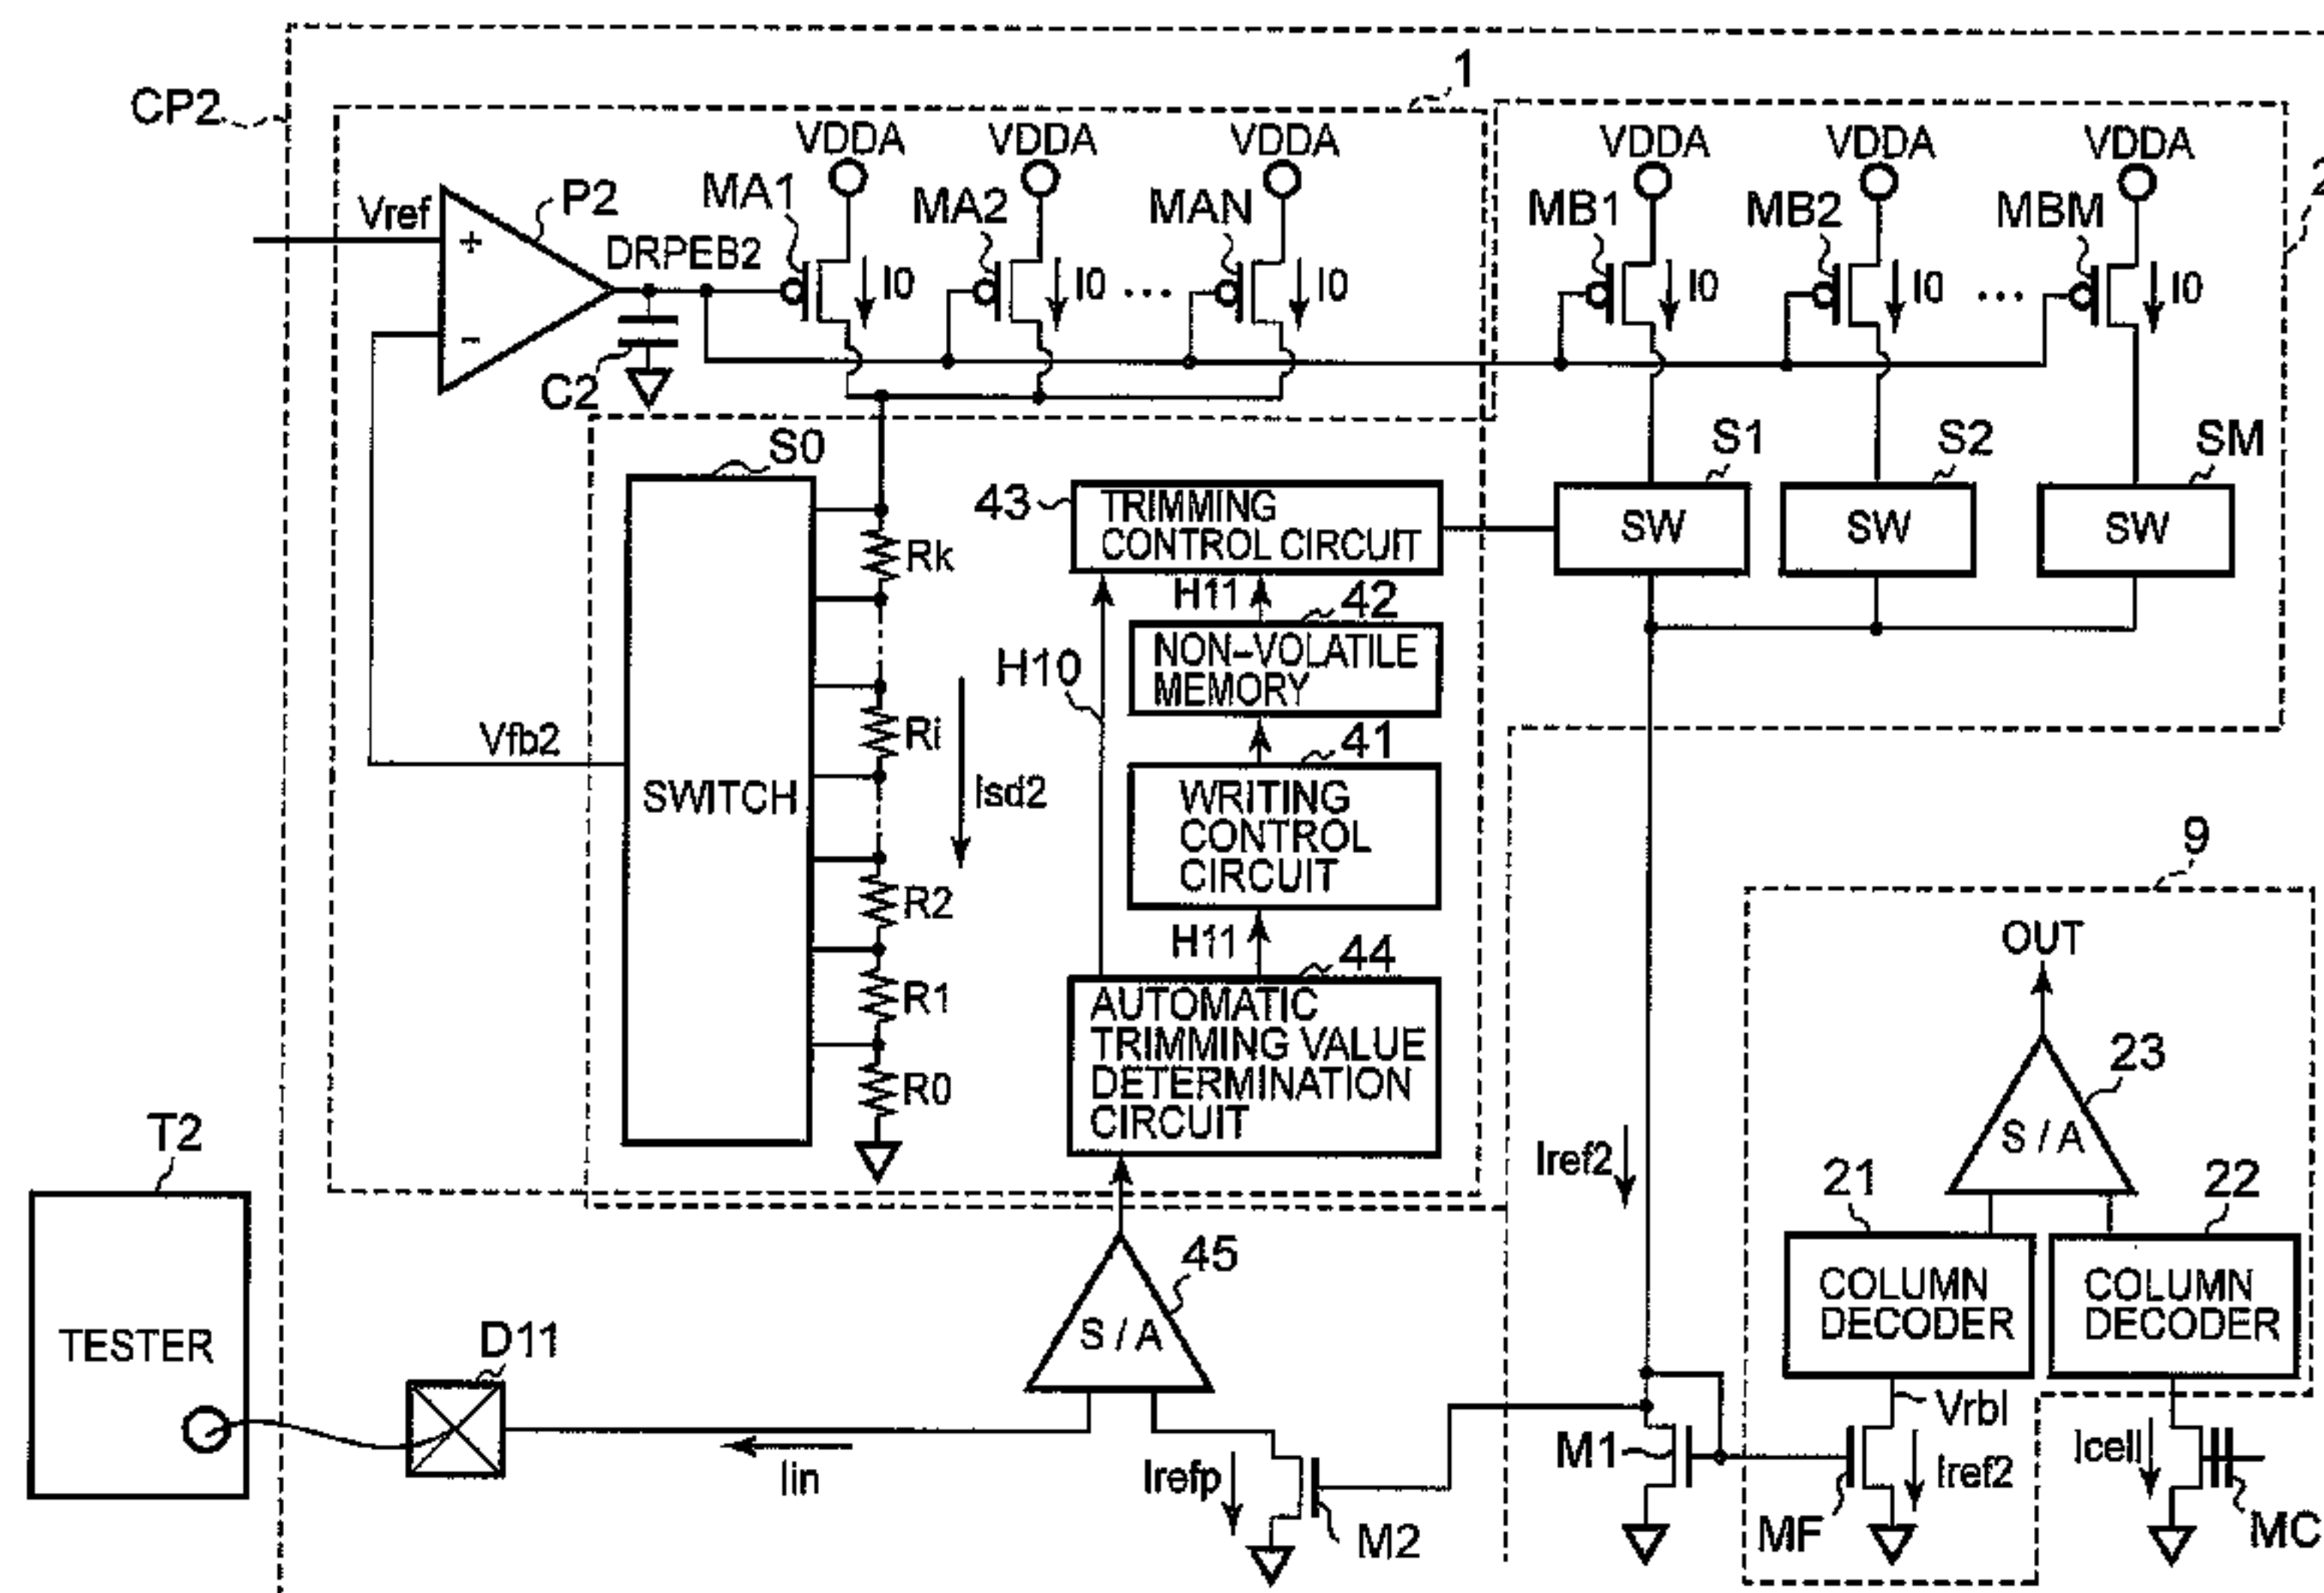 1
CP2
VDDA
VDDA
VDDA
VDDA
VDDA
VDDA
2
Vref
P2
MA1
MA2
MAN
MB1
MB2
MBM
+
DRPEB2
I0
I0
...
I0
I0
I0
...
I0
-
C2
S0
S1
S2
SM
43
TRIMMING
CONTROL CIRCUIT
SW
SW
SW
Rk
H11
42
H10
NON-VOLATILE
MEMORY
Ri
Vfb2
41
SWITCH
Isd2
WRITING
CONTROL
CIRCUIT
9
R2
H11
44
OUT
R1
AUTOMATIC
TRIMMING VALUE
DETERMINATION
CIRCUIT
23
R0
T2
S / A
Iref2
21
22
45
COLUMN
DECODER
COLUMN
DECODER
TESTER
D11
S / A
Vrbl
M1
Icell
Iin
Irefp
Iref2
M2
MF
MC